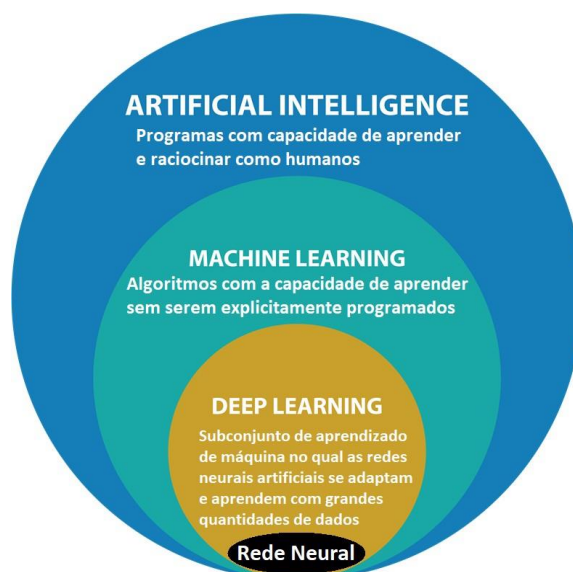 ARTIFICIAL INTELLIGENCE
Programas com capacidade de aprender
e raciocinar como humanos
MACHINE LEARNING
Algoritmos com a capacidade de aprender
sem serem explicitamente programados
DEEP LEARNING
Subconjunto de aprendizado
de máquina no qual as redes
neurais artificiais se adaptam
e aprendem com grandes
quantidades de dados
Rede Neural